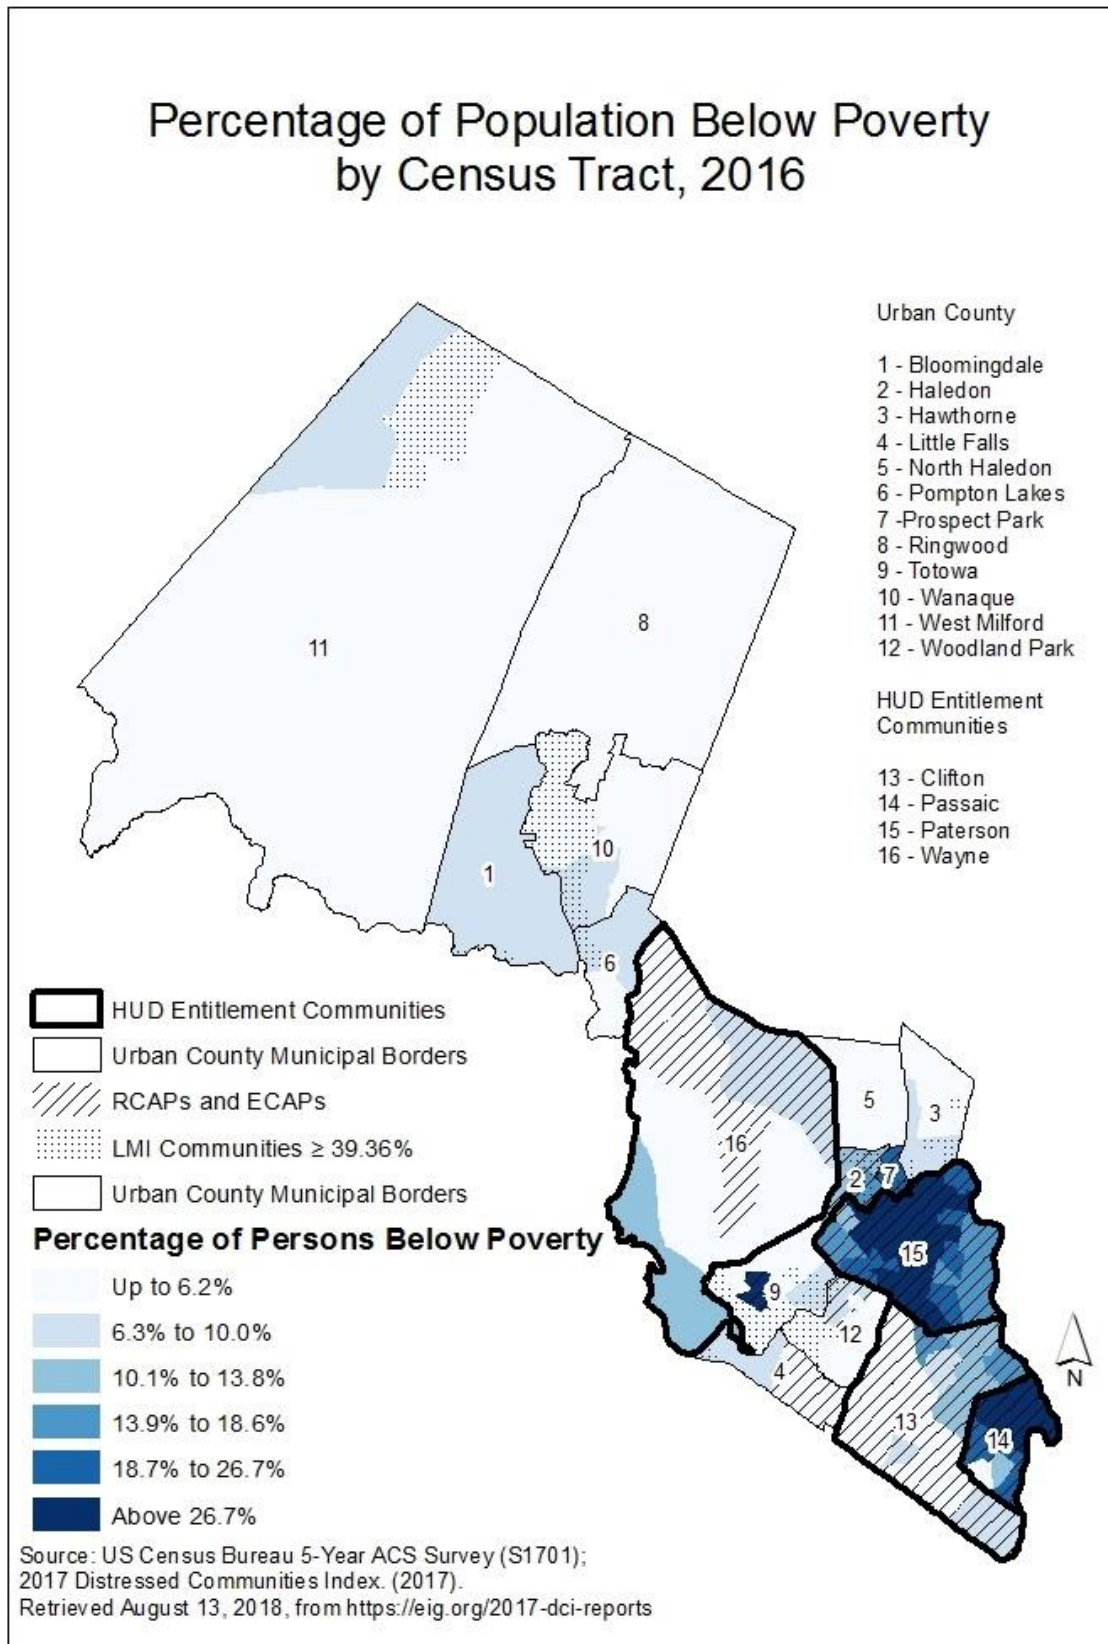 Percentage of Population Below Poverty
by Census Tract, 2016
Urban County
1 - Bloomingdale
2 - Haledon
3 - Hawthorne
4 - Little Falls
5 - North Haledon
6 - Pompton Lakes
7 -Prospect Park
8 - Ringwood
9 - Totowa
10 - Wanaque
11 - West Milford
12 - Woodland Park
HUD Entitlement
Communities
13 - Clifton
14 - Passaic
15 - Paterson
16 - Wayne
11
8
10
1
6
5
3
16
2
7
15
9
12
4
13
14
N
HUD Entitlement Communities
Urban County Municipal Borders
RCAPs and ECAPs
LMI Communities ≥ 39.36%
Urban County Municipal Borders
Percentage of Persons Below Poverty
Up to 6.2%
6.3% to 10.0%
10.1% to 13.8%
13.9% to 18.6%
18.7% to 26.7%
Above 26.7%
Source: US Census Bureau 5-Year ACS Survey (S1701);
2017 Distressed Communities Index. (2017).
Retrieved August 13, 2018, from https://eig.org/2017-dci-reports